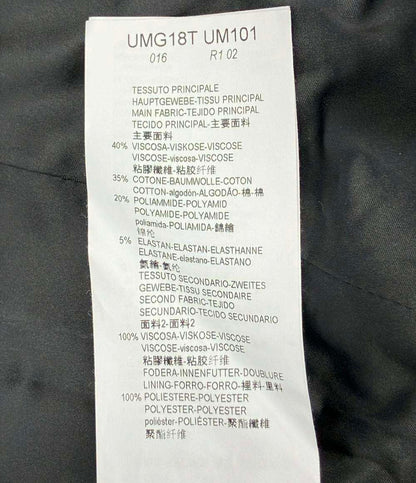 UMG18T UM101
016 R1 02
TESSUTO PRINCIPALE
HAUPTGEWEBE-TISSU PRINCIPAL
MAIN FABRIC-TEJIDO PRINCIPAL
TECIDO PRINCIPAL-主要面料
主要面料
40% VISCOSA-VISKOSE-VISCOSE
VISCOSE-viscosa-VISCOSE
粘膠纖維-粘胶纤维
35% COTONE-BAUMWOLLE-COTON
COTTON-algodón-ALGODÃO-棉-棉
20% POLIAMMIDE-POLYAMID
POLYAMIDE-POLYAMIDE
poliamida-POLIAMIDA-錦綸
锦纶
5% ELASTAN-ELASTAN-ELASTHANNE
ELASTANE-elastano-ELASTANO
氨綸-氨纶
TESSUTO SECONDARIO-ZWEITES
GEWEBE-TISSU SECONDAIRE
SECOND FABRIC-TEJIDO
SECUNDARIO-TECIDO SECUNDARIO
面料2-面料2
100% VISCOSA-VISKOSE-VISCOSE
VISCOSE-viscosa-VISCOSE
粘膠纖維-粘胶纤维
FODERA-INNENFUTTER-DOUBLURE
LINING-FORRO-FORRO-裡料-里料
100% POLIESTERE-POLYESTER
POLYESTER-POLYESTER
poliéster-POLIÉSTER-聚酯纖維
聚酯纤维